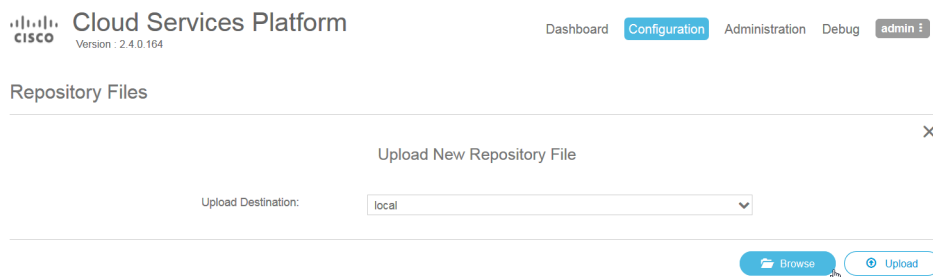 CISCO Cloud Services Platform
Version : 2.4.0.164
Dashboard Configuration Administration Debug admin
Repository Files
Upload New Repository File
Upload Destination: local
Browse Upload